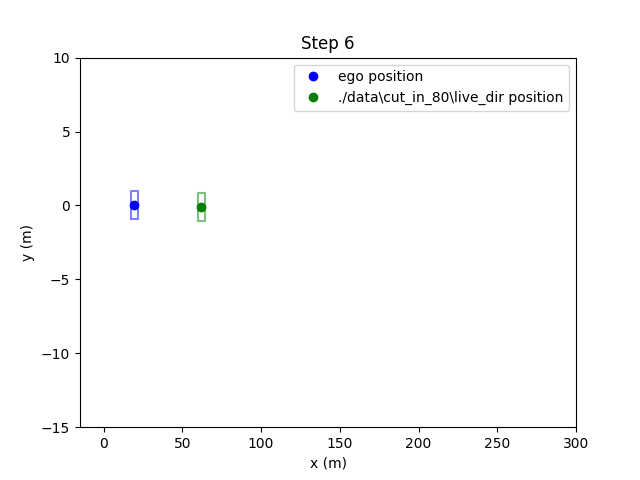 Step 6
ego position
./data\cut_in_80\live_dir position
10
5
0
−5
−10
−15
y (m)
0
50
100
150
200
250
300
x (m)